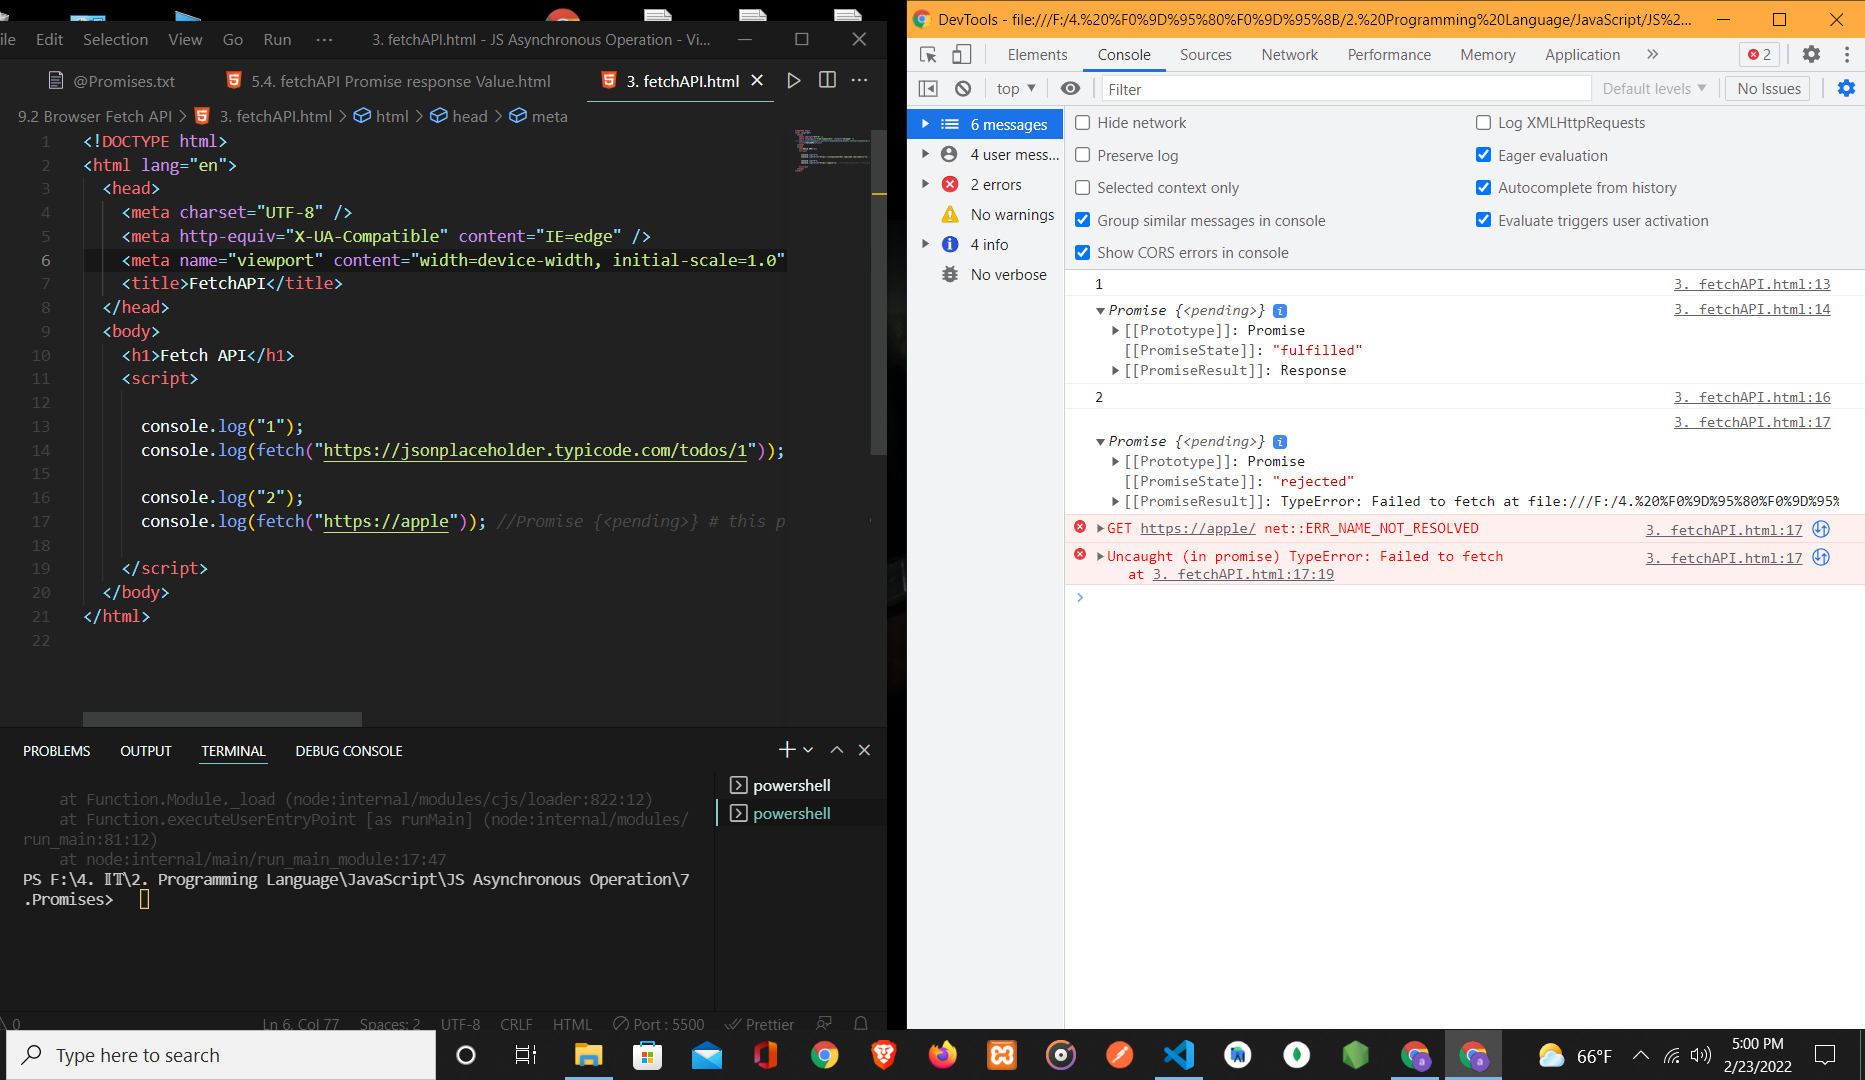 ile Edit Selection View Go Run ··· 3. fetchAPI.html - JS Asynchronous Operation - Vi...
@Promises.txt 5.4. fetchAPI Promise response Value.html 3. fetchAPI.html
9.2 Browser Fetch API > 3. fetchAPI.html > html > head > meta
1 <!DOCTYPE html>
2 <html lang="en">
3 <head>
4 <meta charset="UTF-8" />
5 <meta http-equiv="X-UA-Compatible" content="IE=edge" />
6 <meta name="viewport" content="width=device-width, initial-scale=1.0"
7 <title>FetchAPI</title>
8 </head>
9 <body>
10 <h1>Fetch API</h1>
11 <script>
12
13 console.log("1");
14 console.log(fetch("https://jsonplaceholder.typicode.com/todos/1"));
15
16 console.log("2");
17 console.log(fetch("https://apple")); //Promise {<pending>} # this p
18
19 </script>
20 </body>
21 </html>
22
PROBLEMS OUTPUT TERMINAL DEBUG CONSOLE
at Function.Module._load (node:internal/modules/cjs/loader:822:12)
at Function.executeUserEntryPoint [as runMain] (node:internal/modules/
run_main:81:12)
at node:internal/main/run_main_module:17:47
PS F:\4. 𝕀𝕋\2. Programming Language\JavaScript\JS Asynchronous Operation\7
.Promises>
powershell
powershell
0 Ln 6, Col 77 Spaces: 2 UTF-8 CRLF HTML Port : 5500 Prettier
DevTools - file:///F:/4.%20%F0%9D%95%80%F0%9D%95%8B/2.%20Programming%20Language/JavaScript/JS%2...
Elements Console Sources Network Performance Memory Application » 2
top Filter Default levels No Issues
6 messages
4 user mess...
2 errors
No warnings
4 info
No verbose
Hide network Log XMLHttpRequests
Preserve log Eager evaluation
Selected context only Autocomplete from history
Group similar messages in console Evaluate triggers user activation
Show CORS errors in console
1 3. fetchAPI.html:13
Promise {<pending>} i 3. fetchAPI.html:14
[[Prototype]]: Promise
[[PromiseState]]: "fulfilled"
[[PromiseResult]]: Response
2 3. fetchAPI.html:16
3. fetchAPI.html:17
Promise {<pending>} i
[[Prototype]]: Promise
[[PromiseState]]: "rejected"
[[PromiseResult]]: TypeError: Failed to fetch at file:///F:/4.%20%F0%9D%95%80%F0%9D%95%
GET https://apple/ net::ERR_NAME_NOT_RESOLVED 3. fetchAPI.html:17
Uncaught (in promise) TypeError: Failed to fetch 3. fetchAPI.html:17
at 3. fetchAPI.html:17:19
>
Type here to search
66°F
5:00 PM
2/23/2022